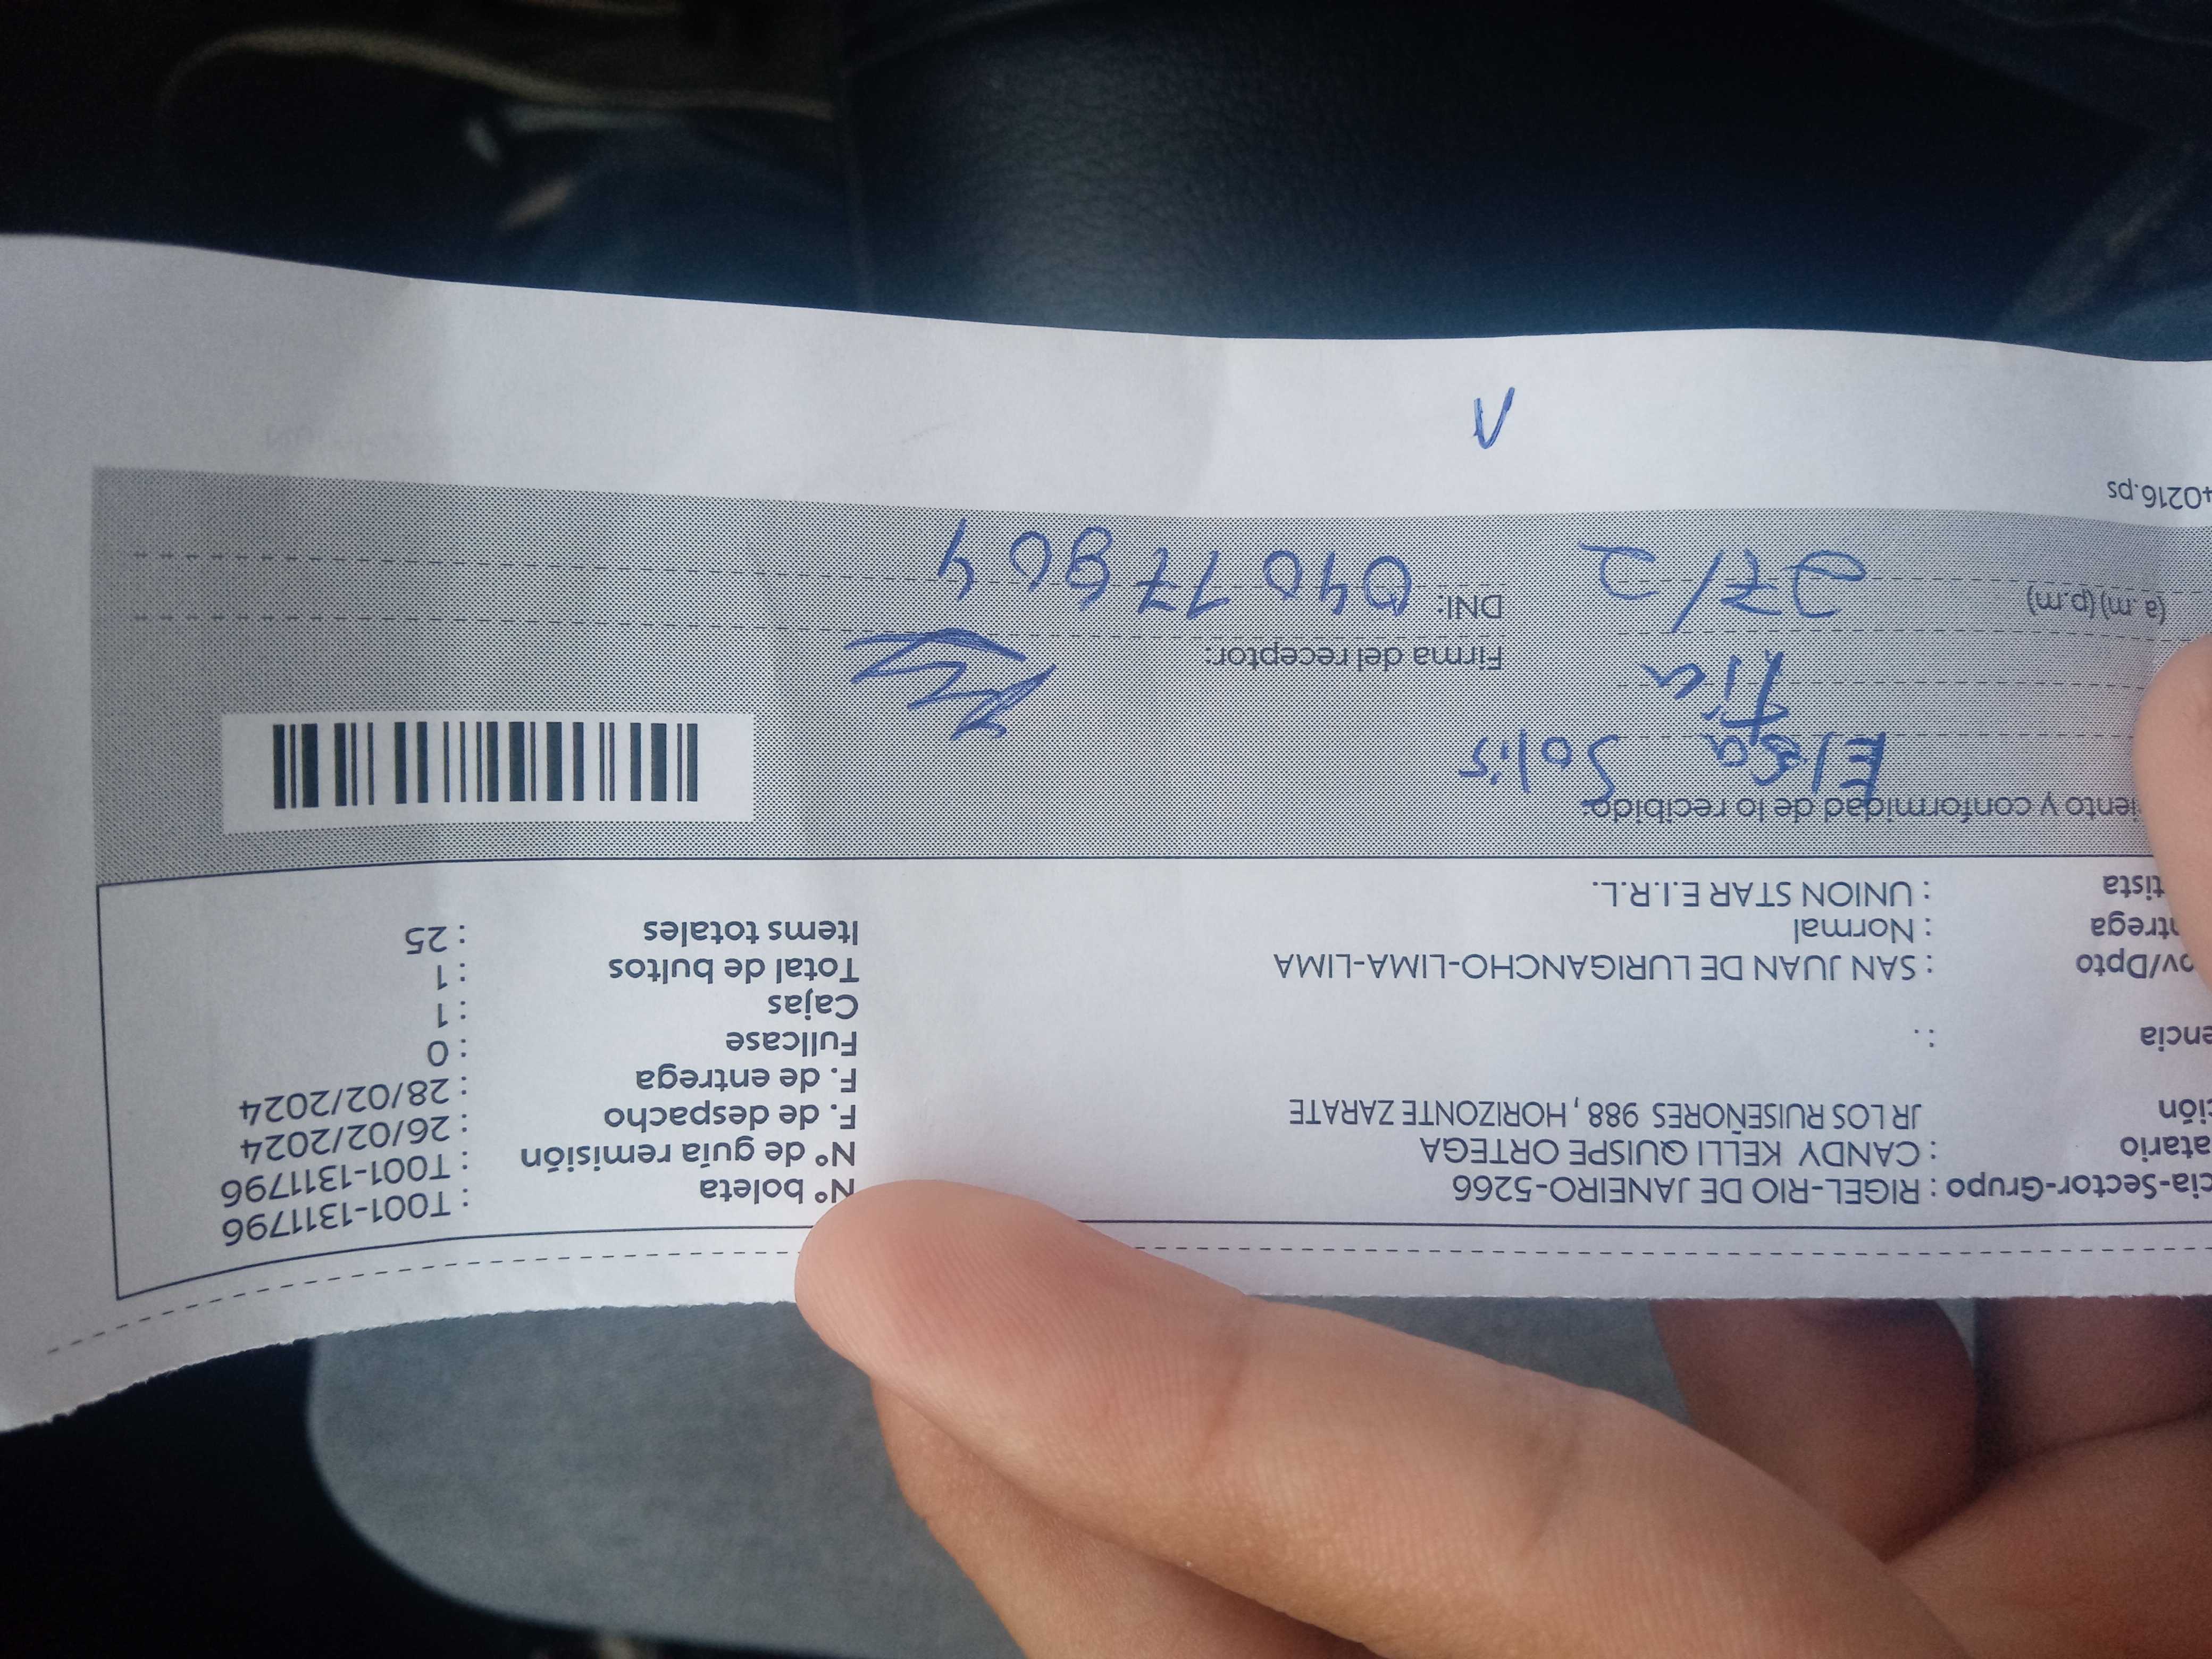 cia-Sector-Grupo : RIGEL-RIO DE JANEIRO-5266
atario : CANDY KELLI QUISPE ORTEGA
ción JR LOS RUISEÑORES 988 , HORIZONTE ZARATE
encia : .
ov/Dpto : SAN JUAN DE LURIGANCHO-LIMA-LIMA
ntrega : Normal
tista : UNION STAR E.I.R.L.
N° boleta : T001-1311796
N° de guía remisión : T001-1311796
F. de despacho : 26/02/2024
F. de entrega : 28/02/2024
Fullcase : 0
Cajas : 1
Total de bultos : 1
Items totales : 25
iento y conformidad de lo recibido:
Elsa Solis
tia
(a.m) (p.m) 27/2
Firma del receptor:
DNI: 04017964
40216.ps